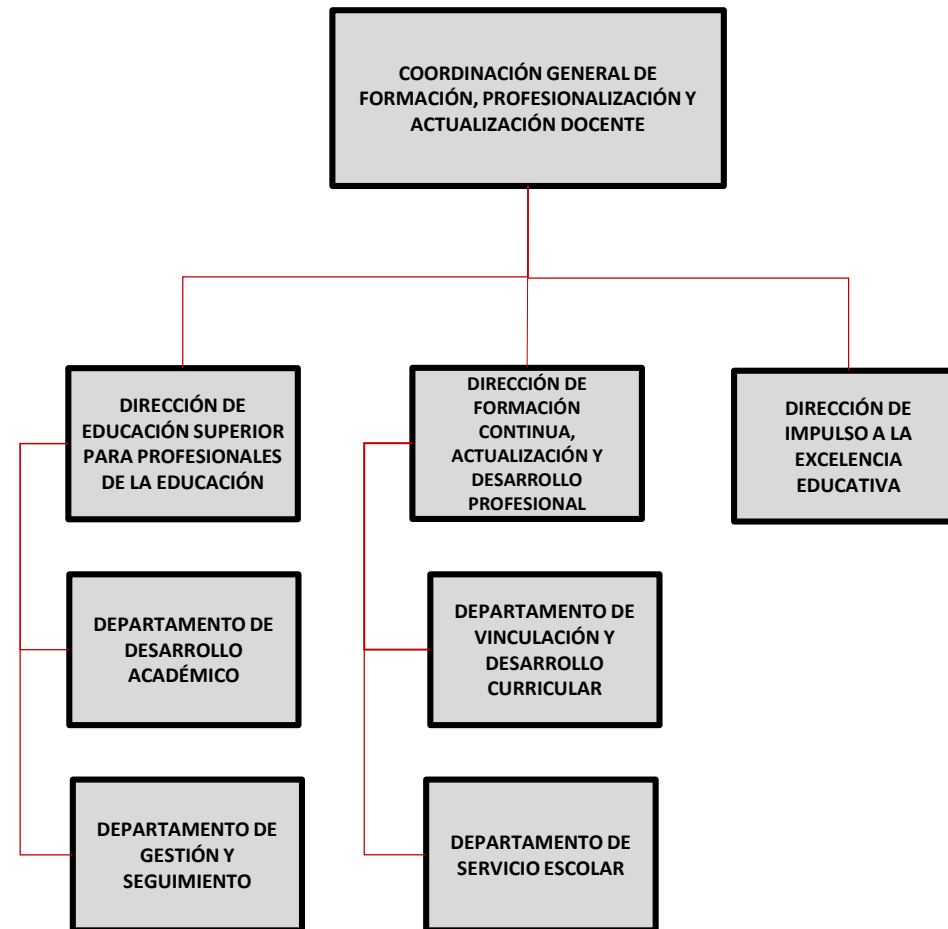 COORDINACIÓN GENERAL DE
FORMACIÓN, PROFESIONALIZACIÓN Y
ACTUALIZACIÓN DOCENTE
DIRECCIÓN DE
EDUCACIÓN SUPERIOR
PARA PROFESIONALES
DE LA EDUCACIÓN
DIRECCIÓN DE
FORMACIÓN
CONTINUA,
ACTUALIZACIÓN Y
DESARROLLO
PROFESIONAL
DIRECCIÓN DE
IMPULSO A LA
EXCELENCIA
EDUCATIVA
DEPARTAMENTO DE
DESARROLLO
ACADÉMICO
DEPARTAMENTO DE
VINCULACIÓN Y
DESARROLLO
CURRICULAR
DEPARTAMENTO DE
GESTIÓN Y
SEGUIMIENTO
DEPARTAMENTO DE
SERVICIO ESCOLAR